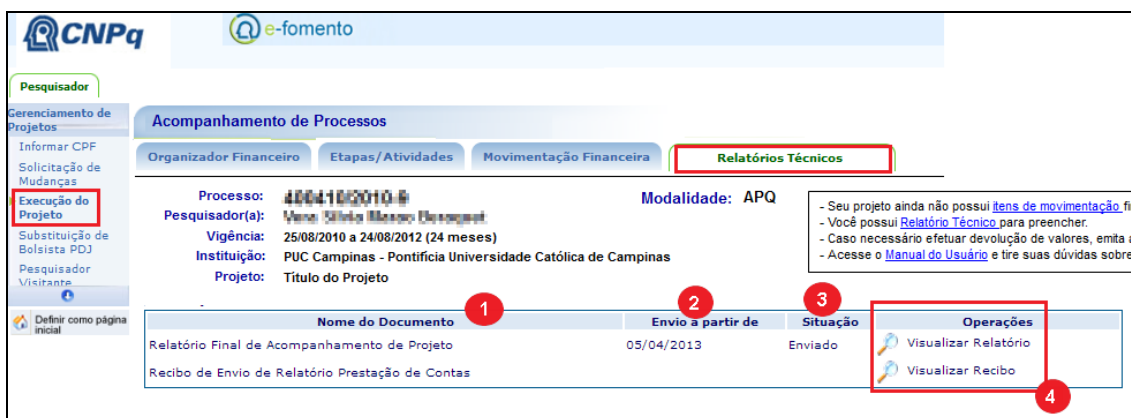 CNPq
e-fomento
Pesquisador
Gerenciamento de
Projetos
Informar CPF
Solicitação de
Mudanças
Execução do
Projeto
Substituição de
Bolsista PDJ
Pesquisador
Visitante
Definir como página
inicial
Acompanhamento de Processos
Organizador Financeiro Etapas/Atividades Movimentação Financeira Relatórios Técnicos
Processo: Modalidade: APQ
Pesquisador(a):
Vigência: 25/08/2010 a 24/08/2012 (24 meses)
Instituição: PUC Campinas - Pontifícia Universidade Católica de Campinas
Projeto: Título do Projeto
- Seu projeto ainda não possui itens de movimentação fi
- Você possui Relatório Técnico para preencher.
- Caso necessário efetuar devolução de valores, emita
- Acesse o Manual do Usuário e tire suas dúvidas sobre
1 2 3
Nome do Documento Envio à partir de Situação Operações
Relatório Final de Acompanhamento de Projeto 05/04/2013 Enviado Visualizar Relatório
Recibo de Envio de Relatório Prestação de Contas Visualizar Recibo
4